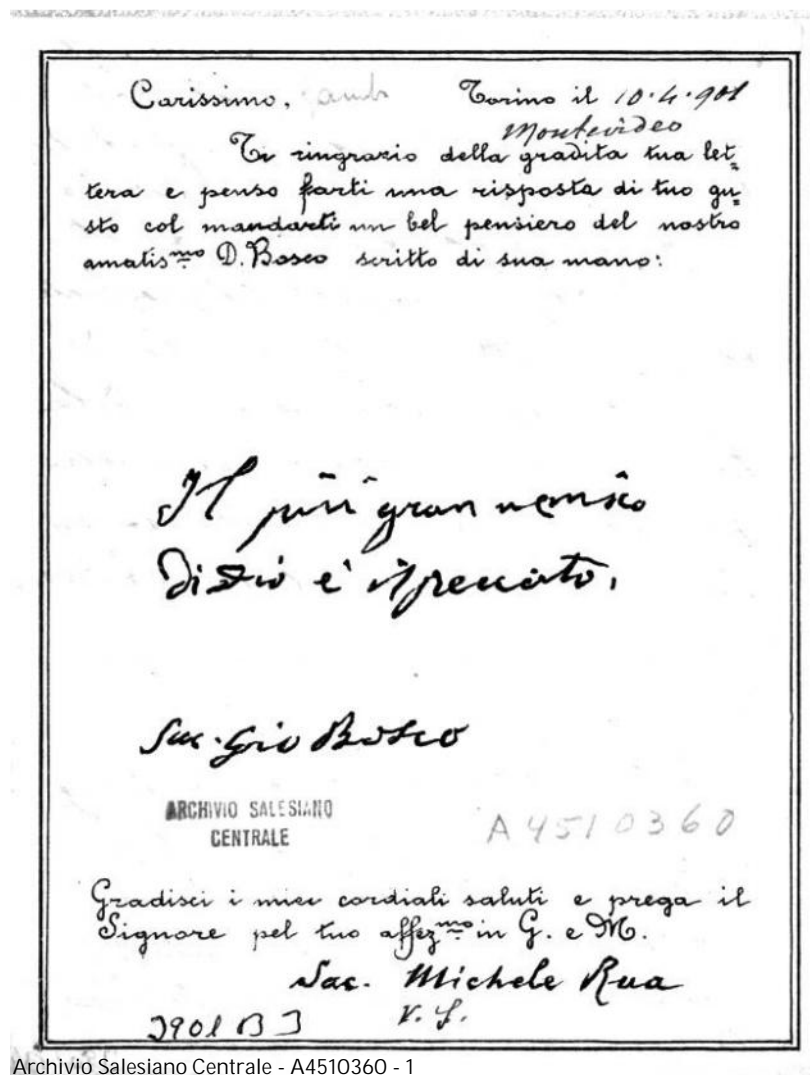 Carissimo, Torino il 10.4.901
Montevideo
Ti ringrazio della gradita tua let=
tera e penso farti una risposta di tuo gu=
sto col mandarti un bel pensiero del nostro
amatis.mo D. Bosco scritto di sua mano:
Il più gran nemico
di Dio è il peccato.
Sac. Gio Bosco
ARCHIVIO SALESIANO
CENTRALE
A4510360
Gradisci i miei cordiali saluti e prega il
Signore pel tuo affez.mo in G. e M.
Sac. Michele Rua
Archivio Salesiano Centrale - A4510360 - 1